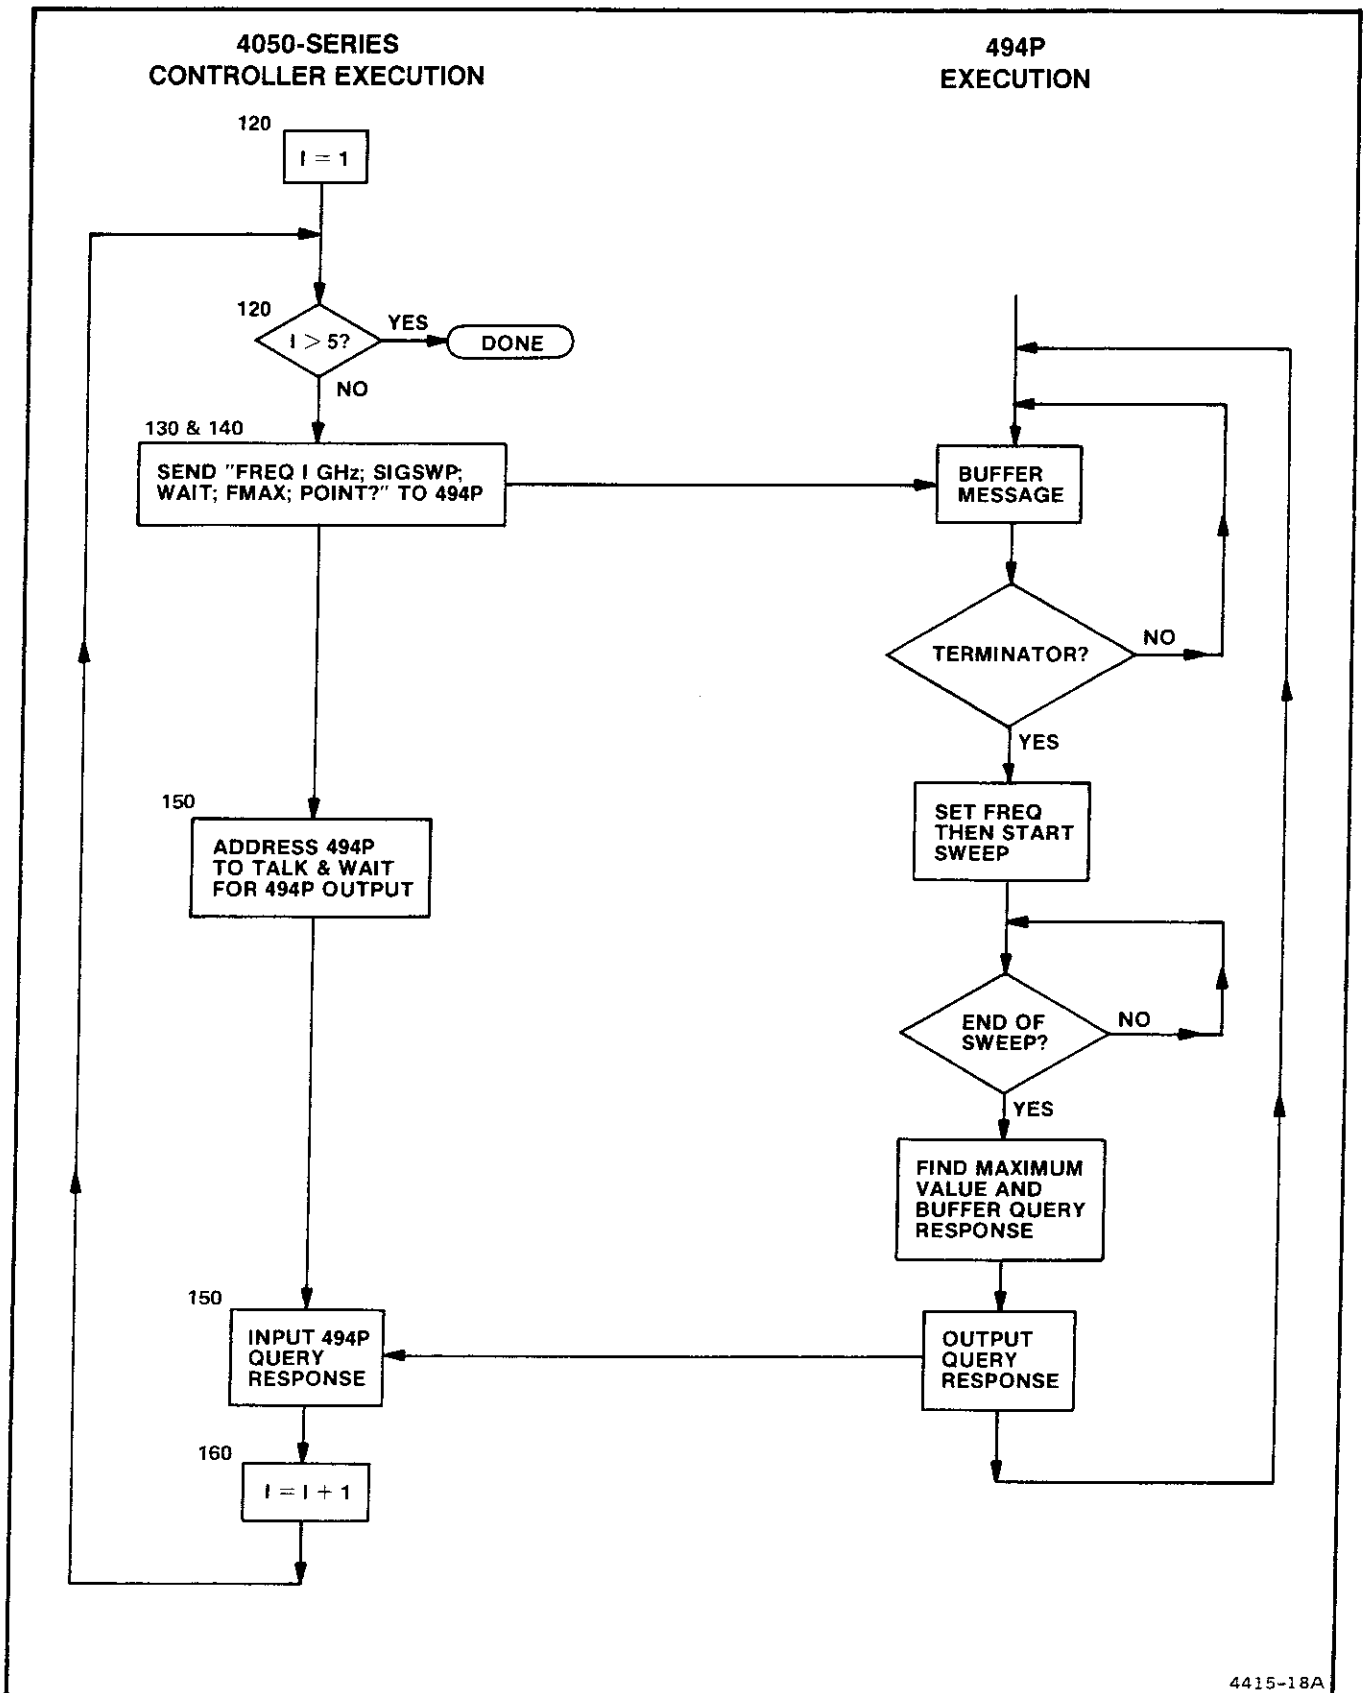 4050-SERIES
CONTROLLER EXECUTION
494P
EXECUTION
120
I = 1
120
I > 5?
YES
DONE
NO
130 & 140
SEND "FREQ I GHz; SIGSWP;
WAIT; FMAX; POINT?" TO 494P
BUFFER
MESSAGE
TERMINATOR?
NO
YES
SET FREQ
THEN START
SWEEP
150
ADDRESS 494P
TO TALK & WAIT
FOR 494P OUTPUT
END OF
SWEEP?
NO
YES
FIND MAXIMUM
VALUE AND
BUFFER QUERY
RESPONSE
150
INPUT 494P
QUERY
RESPONSE
OUTPUT
QUERY
RESPONSE
160
I = I + 1
4415-18A